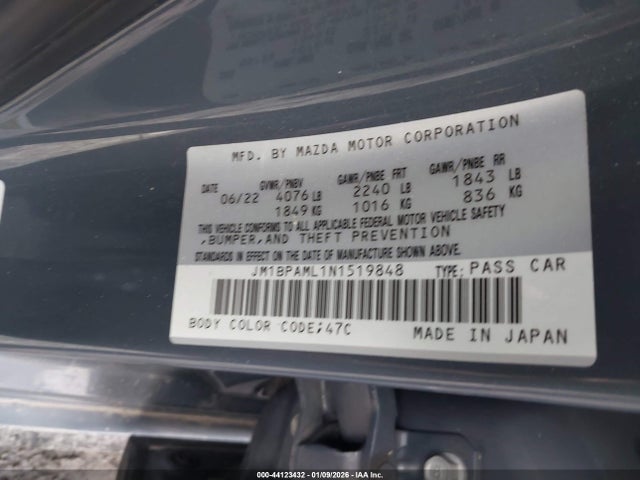 MFD. BY MAZDA MOTOR CORPORATION
DATE GVWR/PNBV GAWR/PNBE FRT GAWR/PNBE RR
06/22 4076 LB 2240 LB 1843 LB
1849 KG 1016 KG 836 KG
THIS VEHICLE CONFORMS TO ALL APPLICABLE FEDERAL MOTOR VEHICLE SAFETY
,BUMPER,AND THEFT PREVENTION
STANDARDS IN EFFECT ON THE DATE OF MANUFACTURE SHOWN ABOVE.
JM1BPAML1N1519848 TYPE: PASS CAR
BODY COLOR CODE;47C MADE IN JAPAN
000-44123432 | 01/09/2026 | IAA Inc.